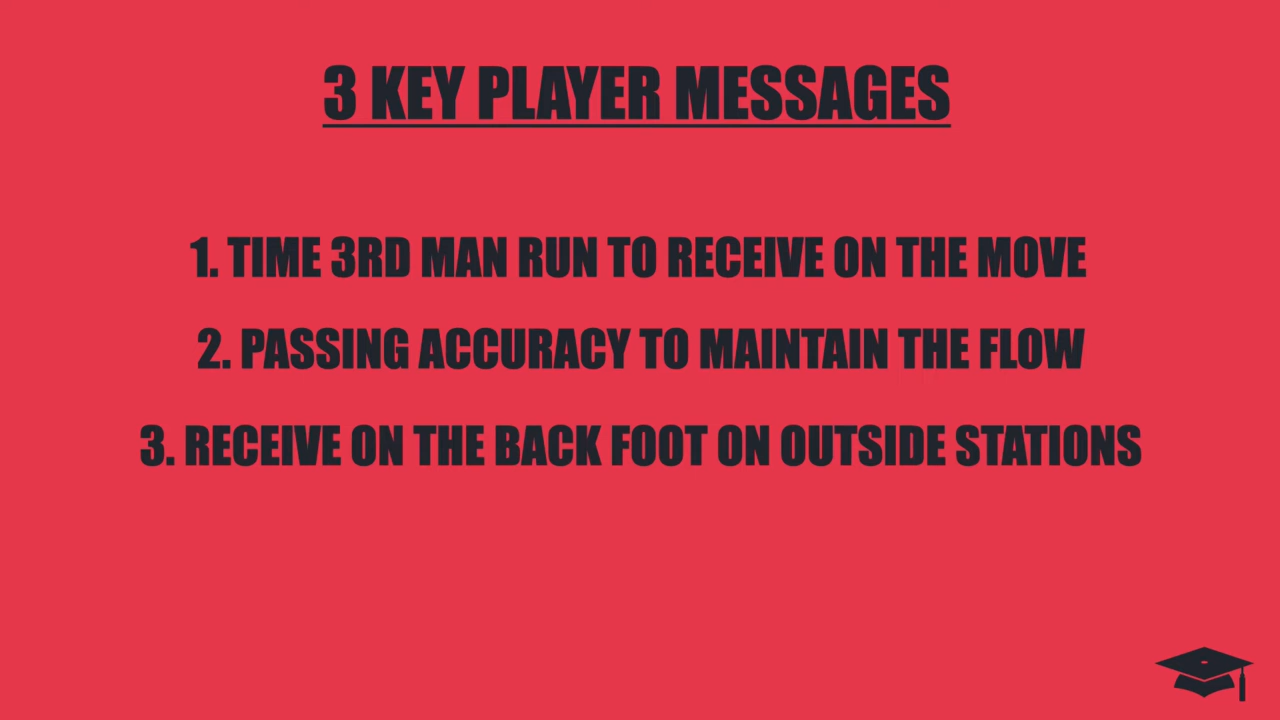 3 KEY PLAYER MESSAGES
1. TIME 3RD MAN RUN TO RECEIVE ON THE MOVE
2. PASSING ACCURACY TO MAINTAIN THE FLOW
3. RECEIVE ON THE BACK FOOT ON OUTSIDE STATIONS